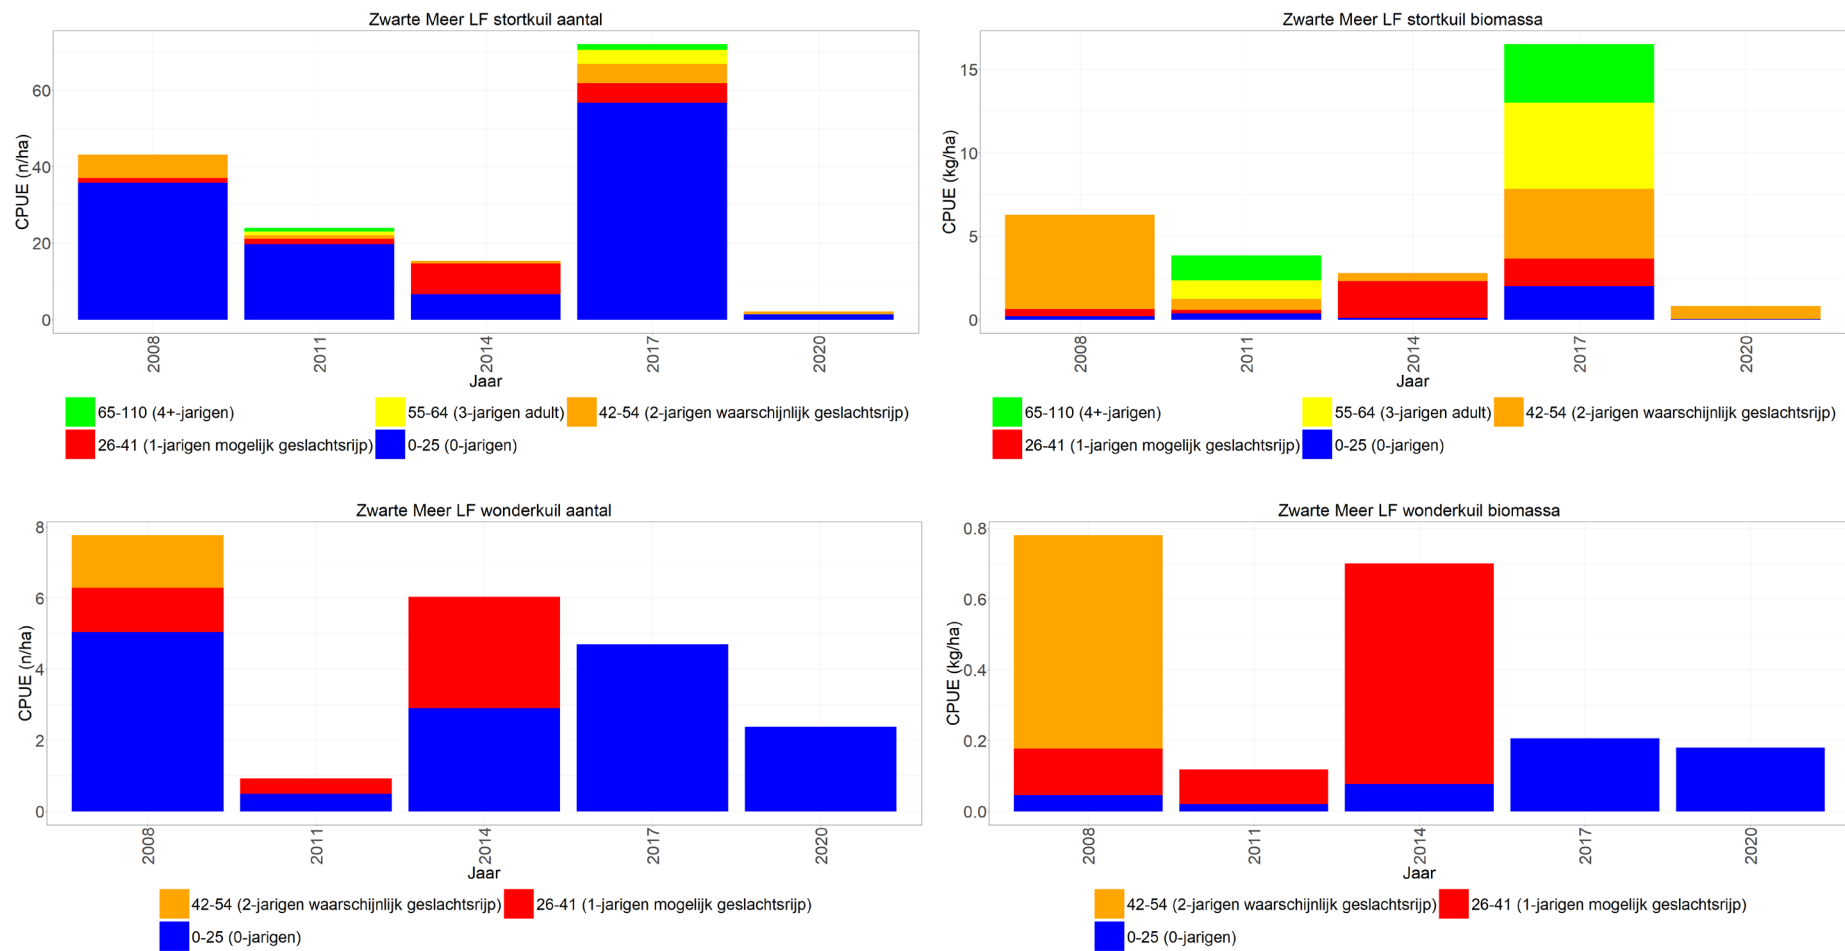 Zwarte Meer LF stortkuil aantal
CPUE (n/ha)
60
40
20
0
2008
2011
2014
2017
2020
Jaar
65-110 (4+-jarigen)
55-64 (3-jarigen adult)
42-54 (2-jarigen waarschijnlijk geslachtsrijp)
26-41 (1-jarigen mogelijk geslachtsrijp)
0-25 (0-jarigen)
Zwarte Meer LF stortkuil biomassa
CPUE (kg/ha)
15
10
5
0
2008
2011
2014
2017
2020
Jaar
65-110 (4+-jarigen)
55-64 (3-jarigen adult)
42-54 (2-jarigen waarschijnlijk geslachtsrijp)
26-41 (1-jarigen mogelijk geslachtsrijp)
0-25 (0-jarigen)
Zwarte Meer LF wonderkuil aantal
CPUE (n/ha)
8
6
4
2
0
2008
2011
2014
2017
2020
Jaar
42-54 (2-jarigen waarschijnlijk geslachtsrijp)
26-41 (1-jarigen mogelijk geslachtsrijp)
0-25 (0-jarigen)
Zwarte Meer LF wonderkuil biomassa
CPUE (kg/ha)
0.8
0.6
0.4
0.2
0.0
2008
2011
2014
2017
2020
Jaar
42-54 (2-jarigen waarschijnlijk geslachtsrijp)
26-41 (1-jarigen mogelijk geslachtsrijp)
0-25 (0-jarigen)